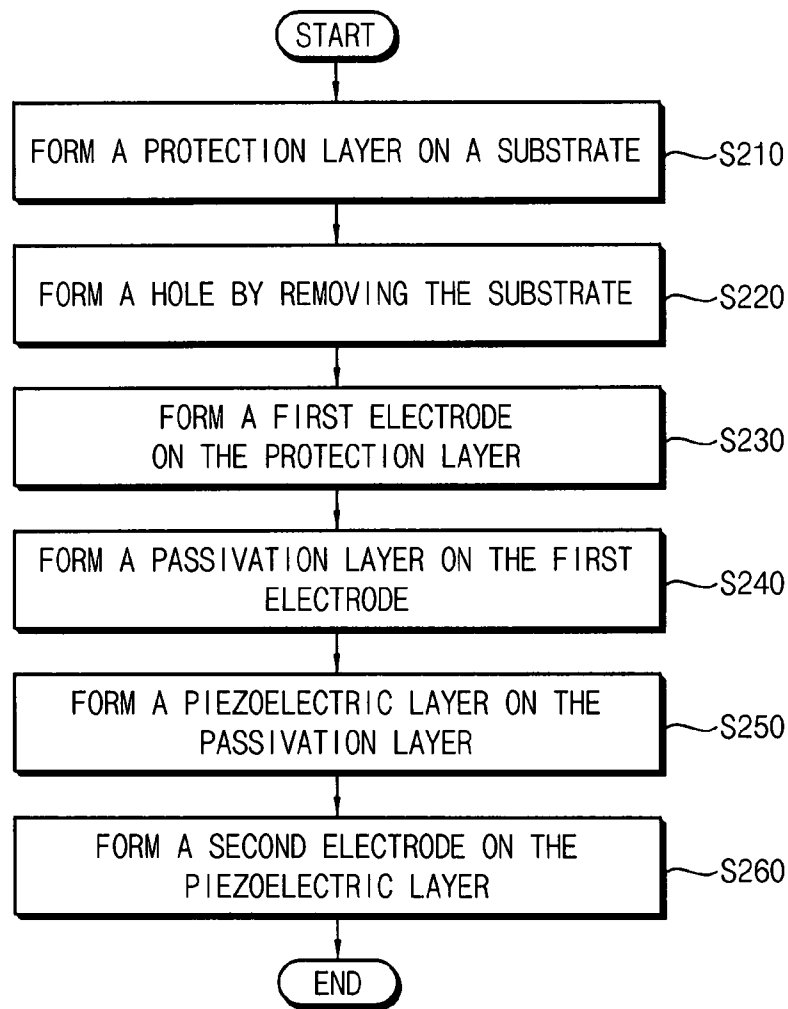 START
FORM A PROTECTION LAYER ON A SUBSTRATE
S210
FORM A HOLE BY REMOVING THE SUBSTRATE
S220
FORM A FIRST ELECTRODE
ON THE PROTECTION LAYER
S230
FORM A PASSIVATION LAYER ON THE FIRST
ELECTRODE
S240
FORM A PIEZOELECTRIC LAYER ON THE
PASSIVATION LAYER
S250
FORM A SECOND ELECTRODE ON THE
PIEZOELECTRIC LAYER
S260
END